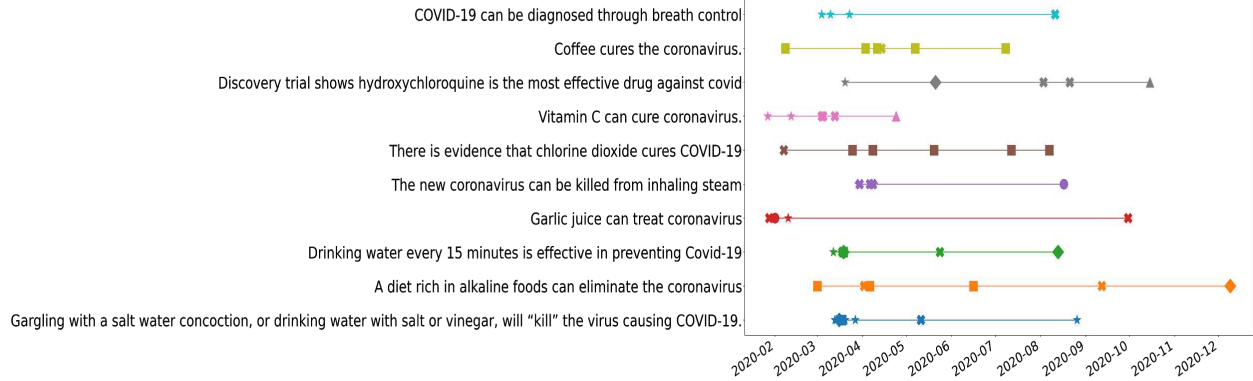 COVID-19 can be diagnosed through breath control
Coffee cures the coronavirus.
Discovery trial shows hydroxychloroquine is the most effective drug against covid
Vitamin C can cure coronavirus.
There is evidence that chlorine dioxide cures COVID-19
The new coronavirus can be killed from inhaling steam
Garlic juice can treat coronavirus
Drinking water every 15 minutes is effective in preventing Covid-19
A diet rich in alkaline foods can eliminate the coronavirus
Gargling with a salt water concoction, or drinking water with salt or vinegar, will “kill” the virus causing COVID-19.
2020-02 2020-03 2020-04 2020-05 2020-06 2020-07 2020-08 2020-09 2020-10 2020-11 2020-12